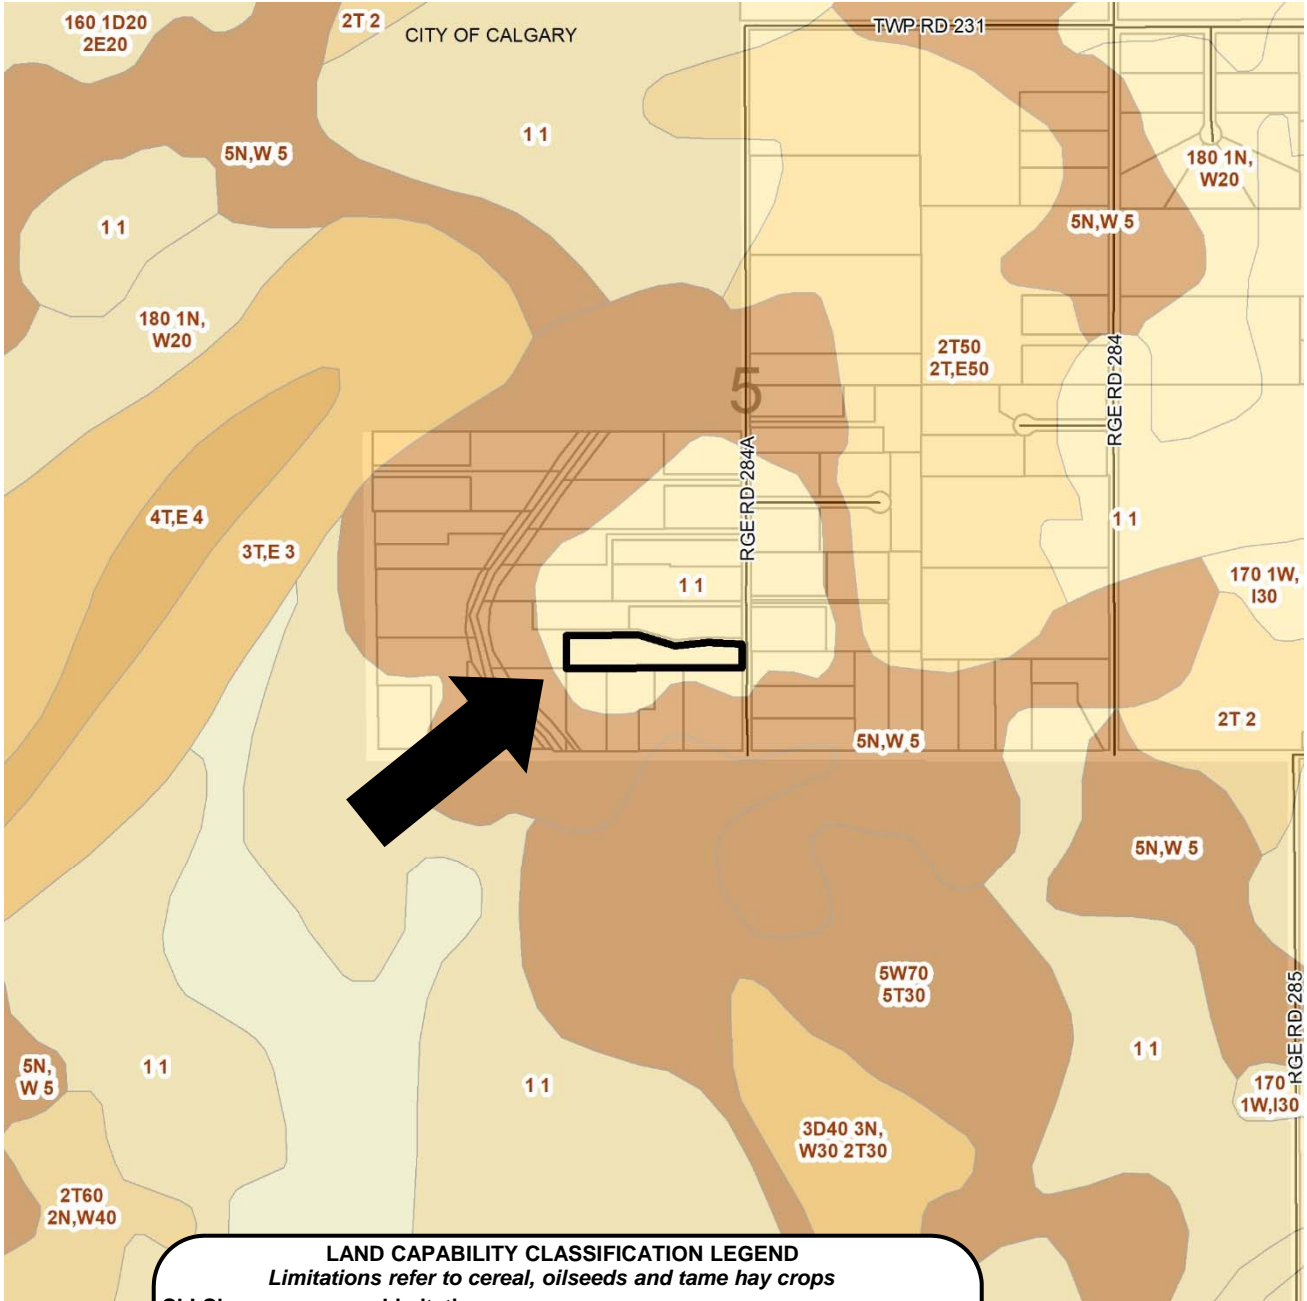 160 1D20
2E20
2T 2
CITY OF CALGARY
TWP RD 231
1 1
5N,W 5
180 1N,
W20
1 1
5N,W 5
180 1N,
W20
2T50
2T,E50
RGE RD 284
5
RGE RD 284A
4T,E 4
3T,E 3
1 1
1 1
170 1W,
I30
2T 2
5N,W 5
5N,W 5
5W70
5T30
RGE RD 285
1 1
5N,
W 5
1 1
1 1
170
1W,I30
3D40 3N,
W30 2T30
2T60
2N,W40
LAND CAPABILITY CLASSIFICATION LEGEND
Limitations refer to cereal, oilseeds and tame hay crops